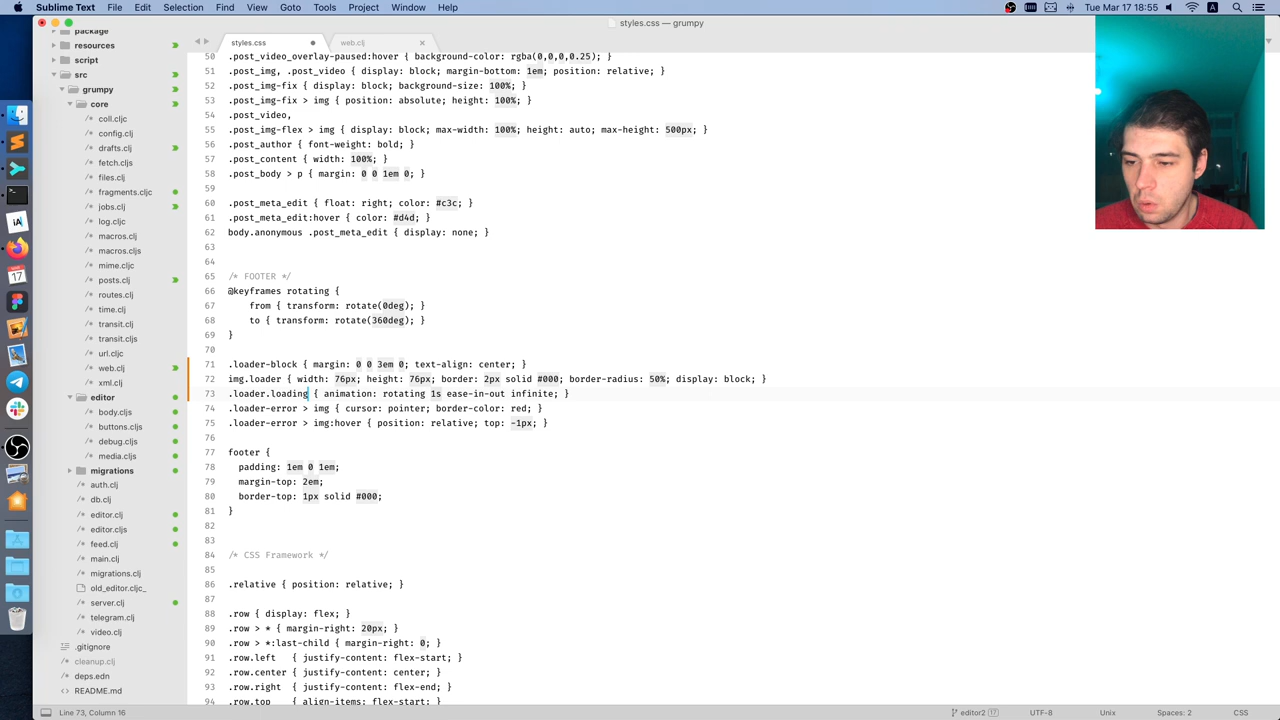 Sublime Text File Edit Selection Find View Goto Tools Project Window Help
Tue Mar 17 18:55
styles.css — grumpy
styles.css
web.clj
package
resources
script
src
grumpy
core
coll.cljc
config.clj
drafts.clj
fetch.cljs
files.clj
fragments.cljc
jobs.clj
log.cljc
macros.clj
macros.cljs
mime.cljc
posts.clj
routes.clj
time.clj
transit.clj
transit.cljs
url.cljc
web.clj
xml.clj
editor
body.cljs
buttons.cljs
debug.cljs
media.cljs
migrations
auth.clj
db.clj
editor.clj
editor.cljs
feed.clj
main.clj
migrations.clj
old_editor.cljc_
server.clj
telegram.clj
video.clj
.gitignore
cleanup.clj
deps.edn
README.md
50 .post_video_overlay-paused:hover { background-color: rgba(0,0,0,0.25); }
51 .post_img, .post_video { display: block; margin-bottom: 1em; position: relative; }
52 .post_img-fix { display: block; background-size: 100%; }
53 .post_img-fix > img { position: absolute; height: 100%; }
54 .post_video,
55 .post_img-flex > img { display: block; max-width: 100%; height: auto; max-height: 500px; }
56 .post_author { font-weight: bold; }
57 .post_content { width: 100%; }
58 .post_body > p { margin: 0 0 1em 0; }
59
60 .post_meta_edit { float: right; color: #c3c; }
61 .post_meta_edit:hover { color: #d4d; }
62 body.anonymous .post_meta_edit { display: none; }
63
64
65 /* FOOTER */
66 @keyframes rotating {
67 from { transform: rotate(0deg); }
68 to { transform: rotate(360deg); }
69 }
70
71 .loader-block { margin: 0 0 3em 0; text-align: center; }
72 img.loader { width: 76px; height: 76px; border: 2px solid #000; border-radius: 50%; display: block; }
73 .loader.loading { animation: rotating 1s ease-in-out infinite; }
74 .loader-error > img { cursor: pointer; border-color: red; }
75 .loader-error > img:hover { position: relative; top: -1px; }
76
77 footer {
78 padding: 1em 0 1em;
79 margin-top: 2em;
80 border-top: 1px solid #000;
81 }
82
83
84 /* CSS Framework */
85
86 .relative { position: relative; }
87
88 .row { display: flex; }
89 .row > * { margin-right: 20px; }
90 .row > *:last-child { margin-right: 0; }
91 .row.left { justify-content: flex-start; }
92 .row.center { justify-content: center; }
93 .row.right { justify-content: flex-end; }
94 .row.top { align-items: flex-start; }
Line 73, Column 16
editor2 17
UTF-8
Unix
Spaces: 2
CSS